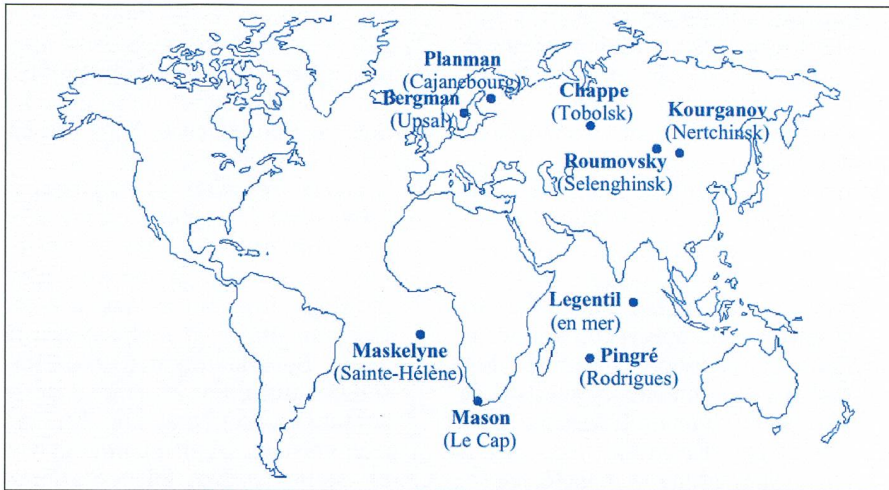 Planman
(Cajanebourg)
Bergman
(Upsal)
Chappe
(Tobolsk)
Kourganov
(Nertchinsk)
Roumovsky
(Selenghinsk)
Legentil
(en mer)
Maskelyne
(Sainte-Hélène)
Pingré
(Rodrigues)
Mason
(Le Cap)